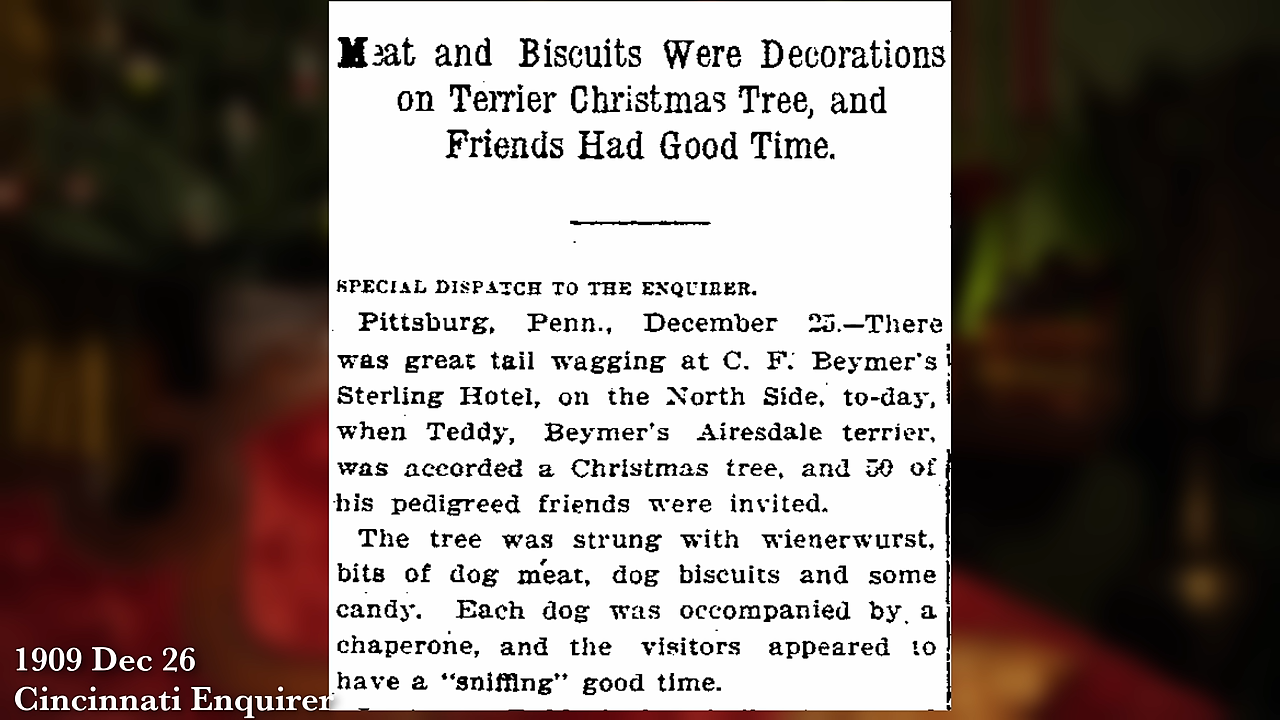 Meat and Biscuits Were Decorations
on Terrier Christmas Tree, and
Friends Had Good Time.
SPECIAL DISPATCH TO THE ENQUIRER.
Pittsburg, Penn., December 25.—There
was great tail wagging at C. F. Beymer's
Sterling Hotel, on the North Side, to-day,
when Teddy, Beymer's Airesdale terrier,
was accorded a Christmas tree, and 50 of
his pedigreed friends were invited.
The tree was strung with wienerwurst,
bits of dog meat, dog biscuits and some
candy. Each dog was occompanied by a
chaperone, and the visitors appeared to
have a "sniffing" good time.
1909 Dec 26
Cincinnati Enquirer